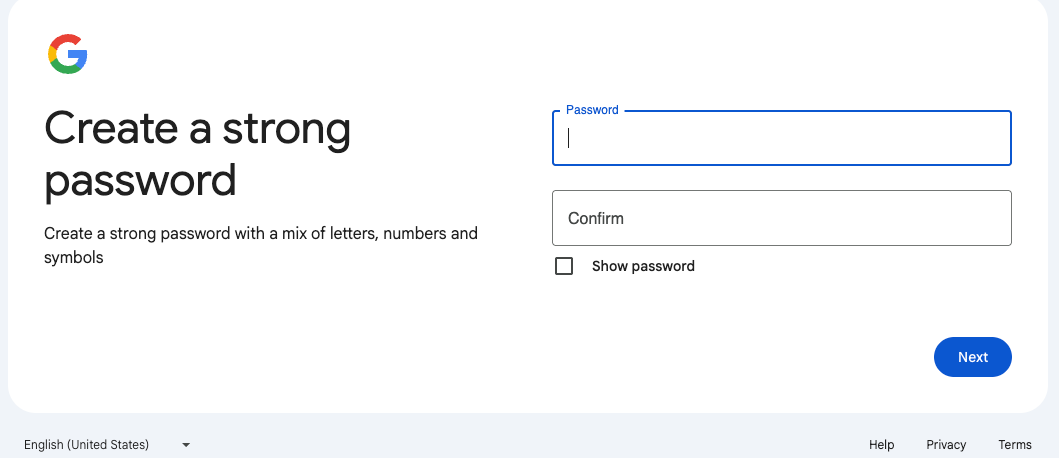 Create a strong
password
Create a strong password with a mix of letters, numbers and
symbols
Password
Confirm
Show password
Next
English (United States)
Help
Privacy
Terms